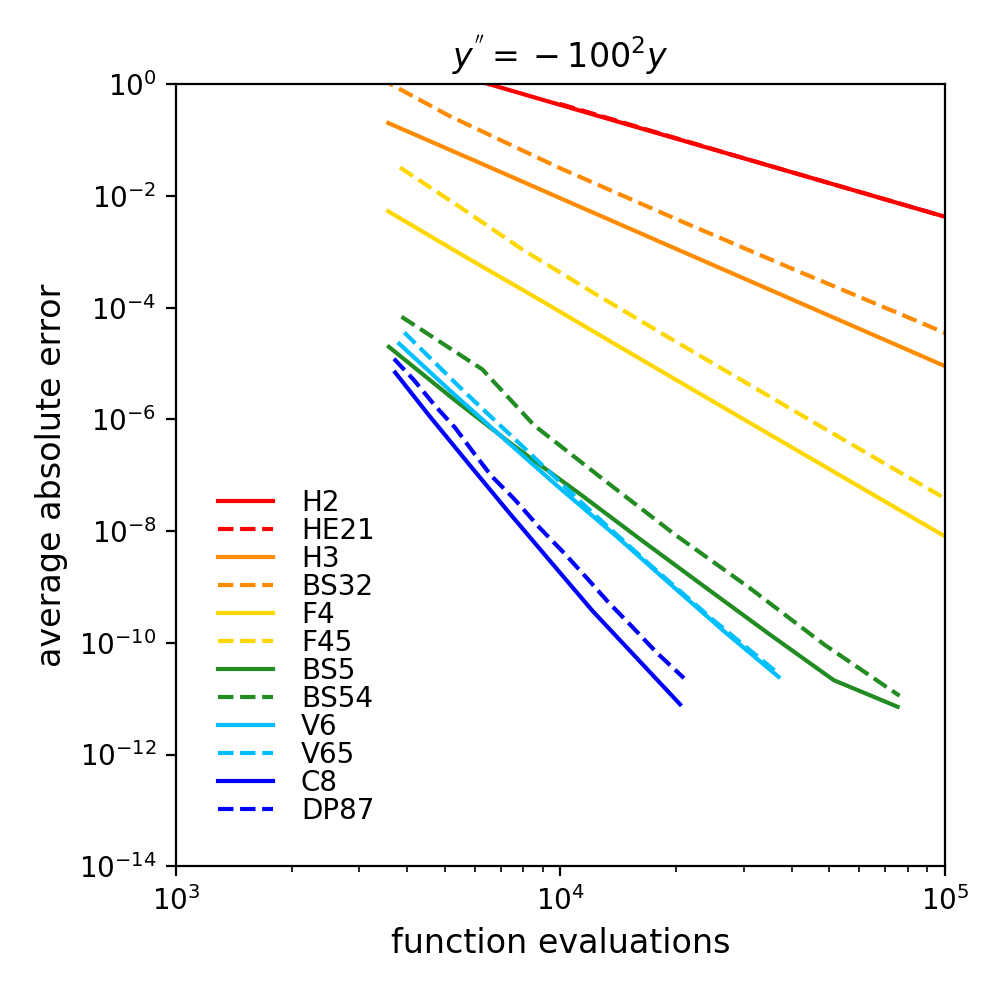 y″ = −100²y
10⁰
10⁻²
10⁻⁴
10⁻⁶
10⁻⁸
10⁻¹⁰
10⁻¹²
10⁻¹⁴
average absolute error
H2
HE21
H3
BS32
F4
F45
BS5
BS54
V6
V65
C8
DP87
10³ 10⁴ 10⁵
function evaluations